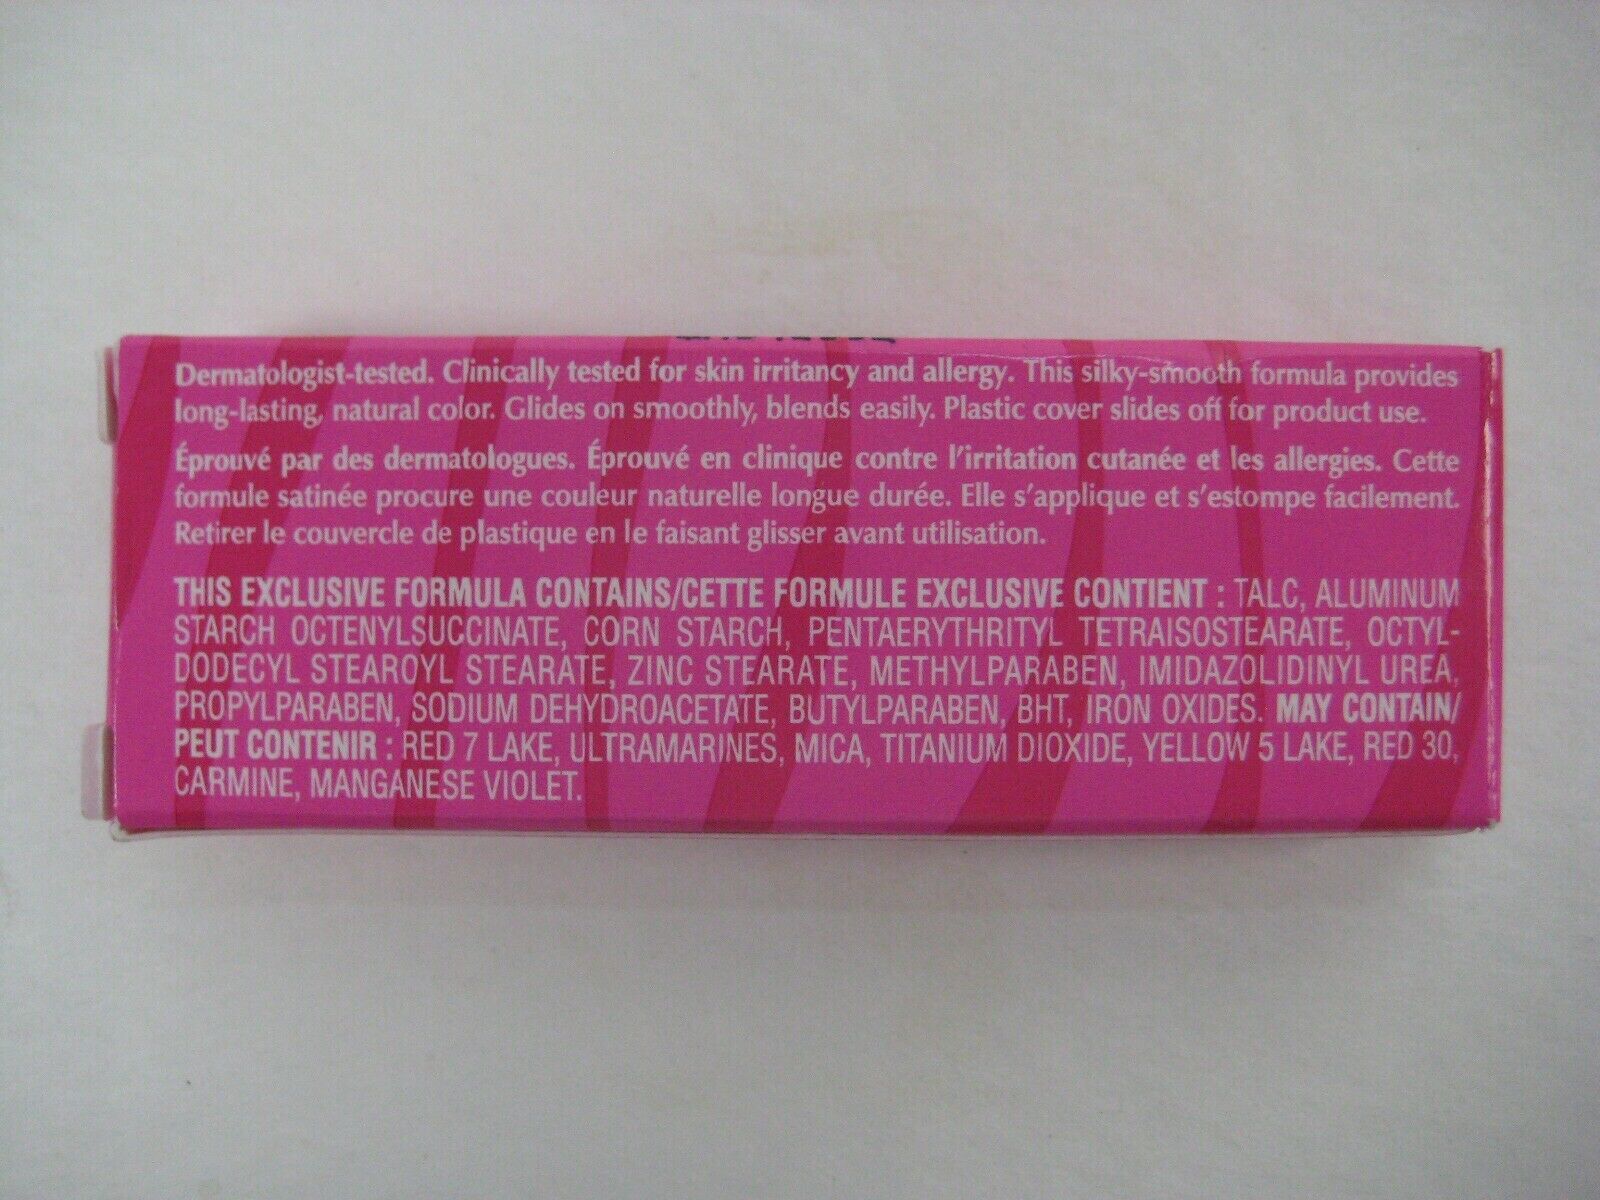 Dermatologist-tested. Clinically tested for skin irritancy and allergy. This silky-smooth formula provides
long-lasting, natural color. Glides on smoothly, blends easily. Plastic cover slides off for product use.
Éprouvé par des dermatologues. Éprouvé en clinique contre l'irritation cutanée et les allergies. Cette
formule satinée procure une couleur naturelle longue durée. Elle s'applique et s'estompe facilement.
Retirer le couvercle de plastique en le faisant glisser avant utilisation.
THIS EXCLUSIVE FORMULA CONTAINS/CETTE FORMULE EXCLUSIVE CONTIENT : TALC, ALUMINUM
STARCH OCTENYLSUCCINATE, CORN STARCH, PENTAERYTHRITYL TETRAISOSTEARATE, OCTYL-
DODECYL STEAROYL STEARATE, ZINC STEARATE, METHYLPARABEN, IMIDAZOLIDINYL UREA,
PROPYLPARABEN, SODIUM DEHYDROACETATE, BUTYLPARABEN, BHT, IRON OXIDES. MAY CONTAIN/
PEUT CONTENIR : RED 7 LAKE, ULTRAMARINES, MICA, TITANIUM DIOXIDE, YELLOW 5 LAKE, RED 30,
CARMINE, MANGANESE VIOLET.